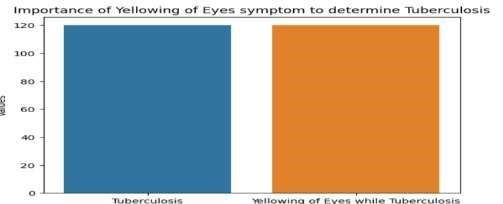 Importance of Yellowing of Eyes symptom to determine Tuberculosis
120
100
80
60
40
20
0
values
Tuberculosis
Yellowing of Eyes while Tuberculosis